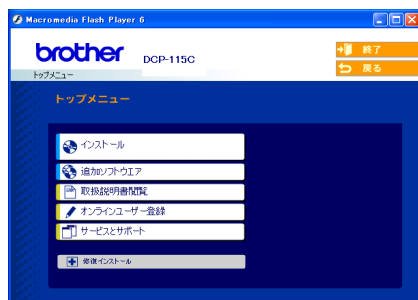 Macromedia Flash Player 6
brother
DCP-115C
終了
戻る
トップメニュー
トップメニュー
インストール
追加ソフトウエア
取扱説明書閲覧
オンラインユーザー登録
サービスとサポート
修復インストール